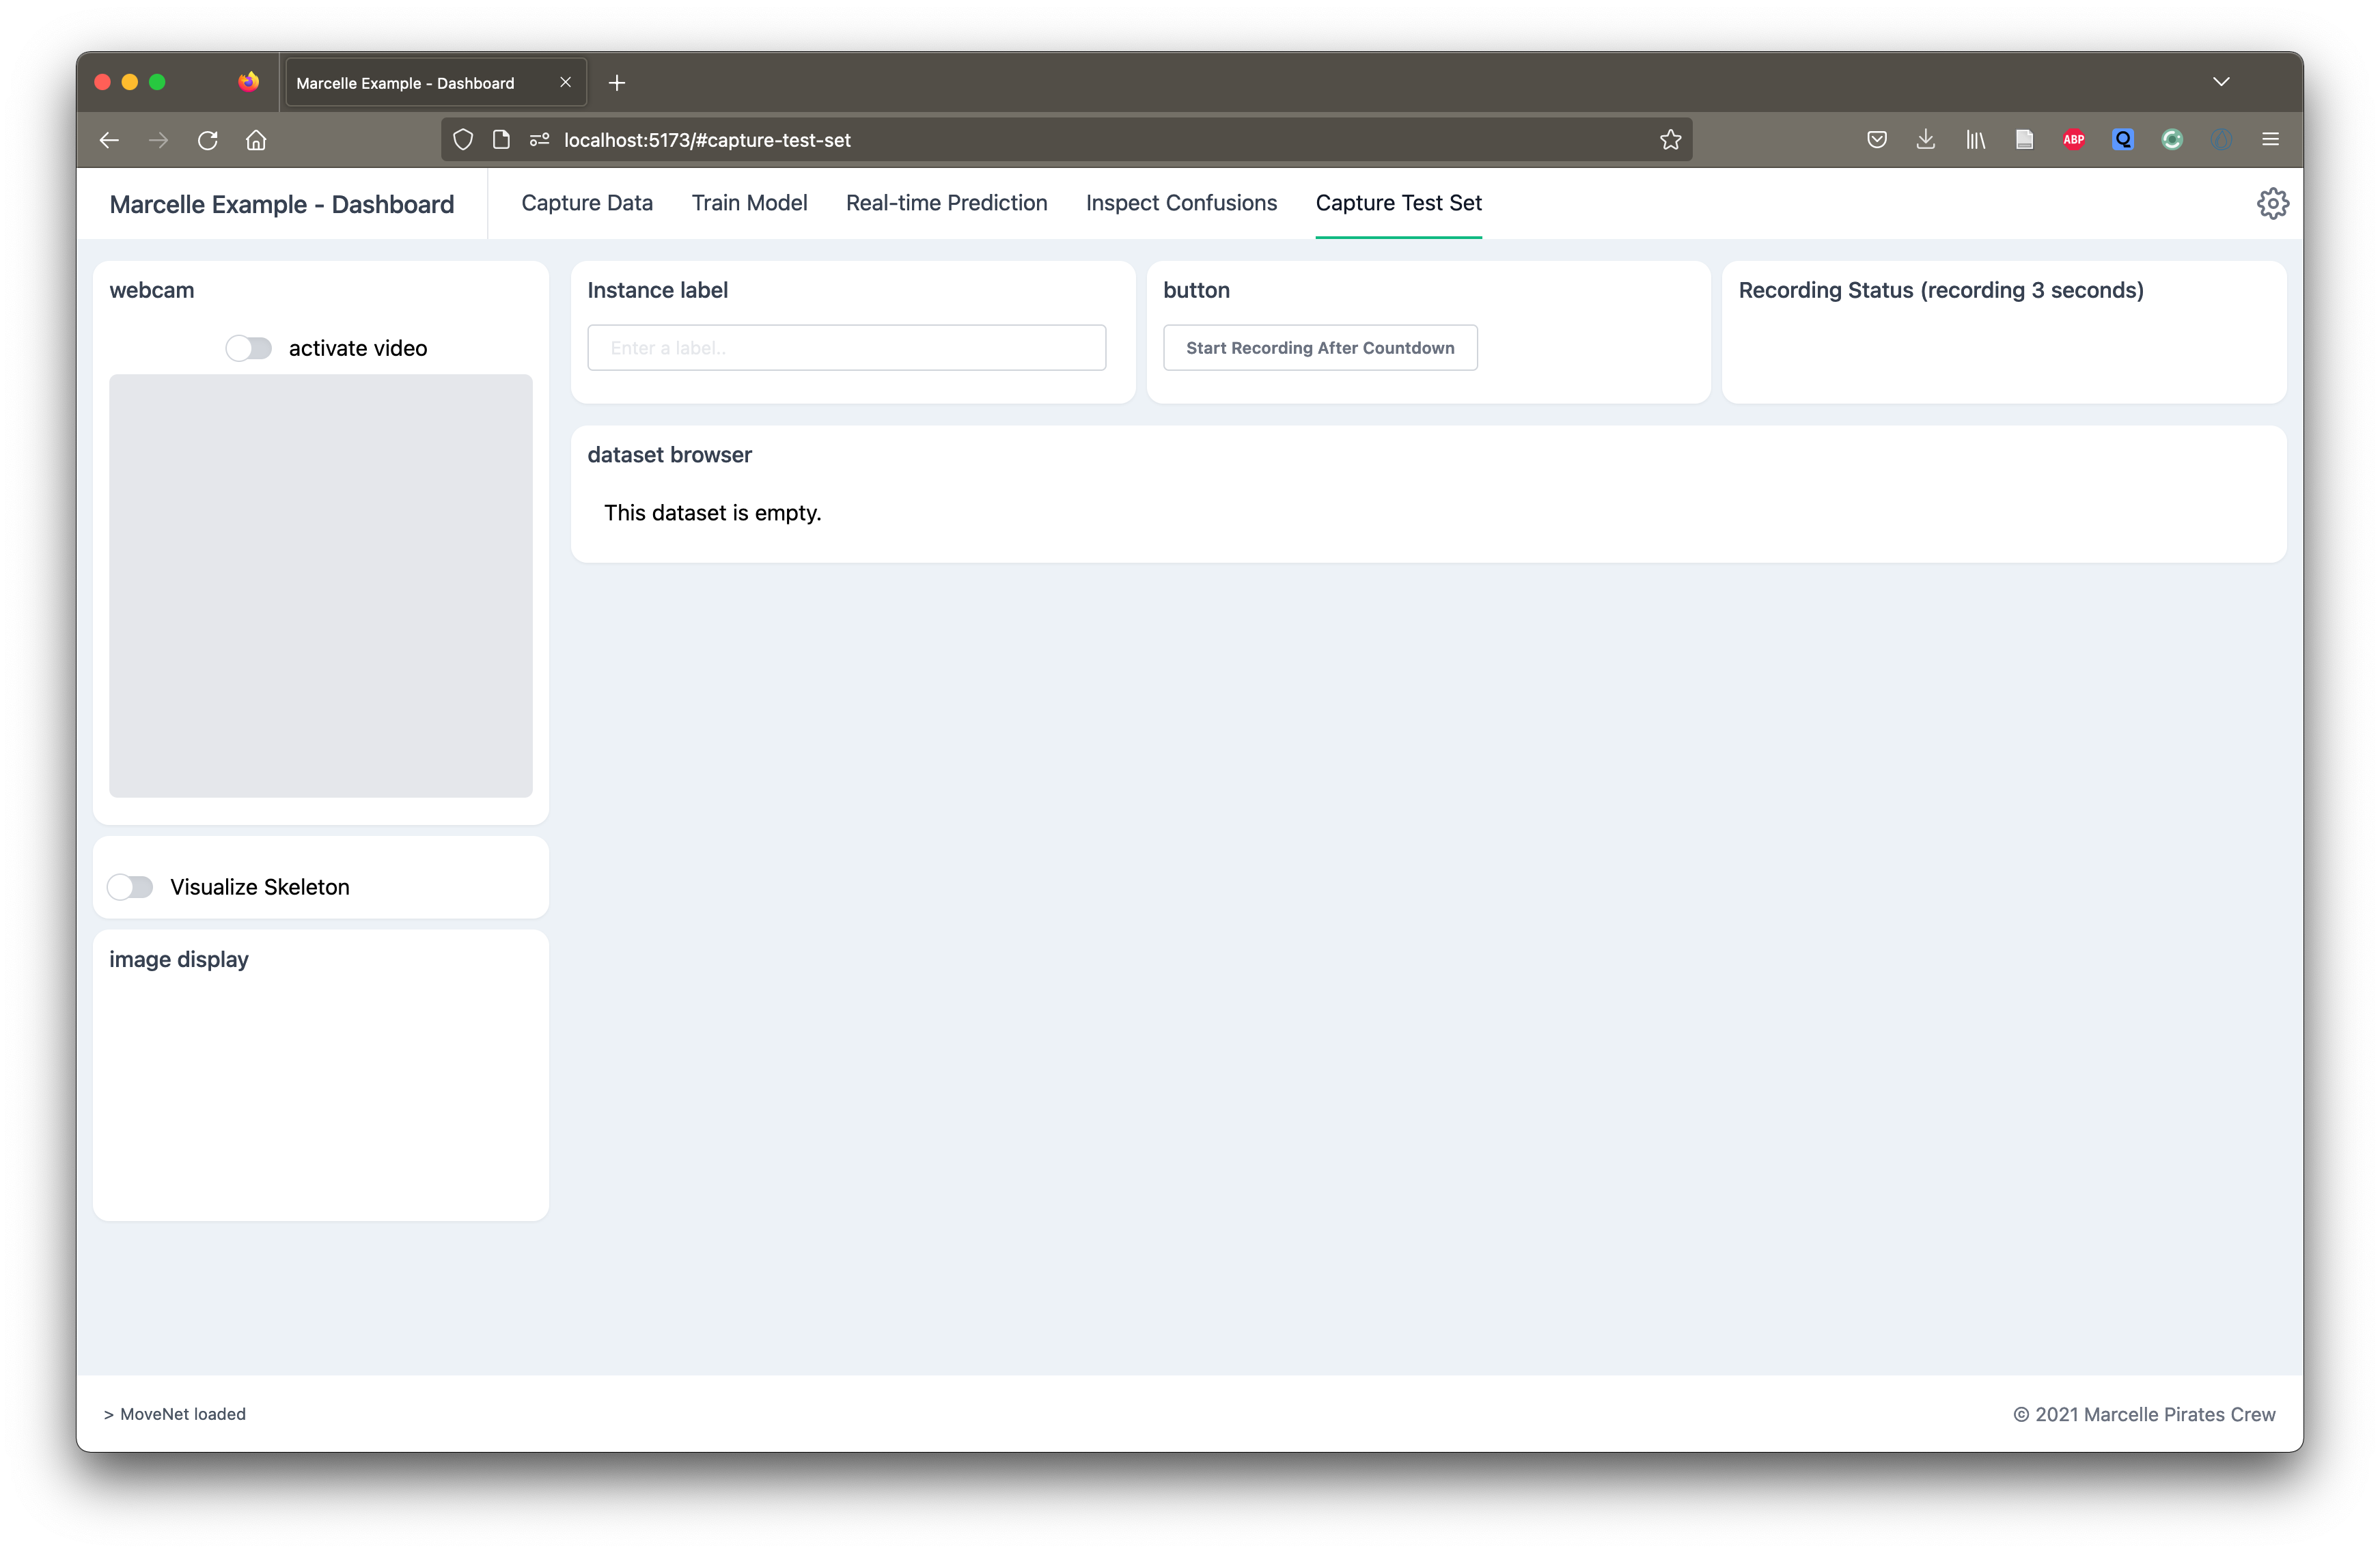 Marcelle Example - Dashboard
localhost:5173/#capture-test-set
ABP
Q
Marcelle Example - Dashboard
Capture Data
Train Model
Real-time Prediction
Inspect Confusions
Capture Test Set
webcam
activate video
Visualize Skeleton
image display
Instance label
Enter a label..
button
Start Recording After Countdown
Recording Status (recording 3 seconds)
dataset browser
This dataset is empty.
> MoveNet loaded
© 2021 Marcelle Pirates Crew